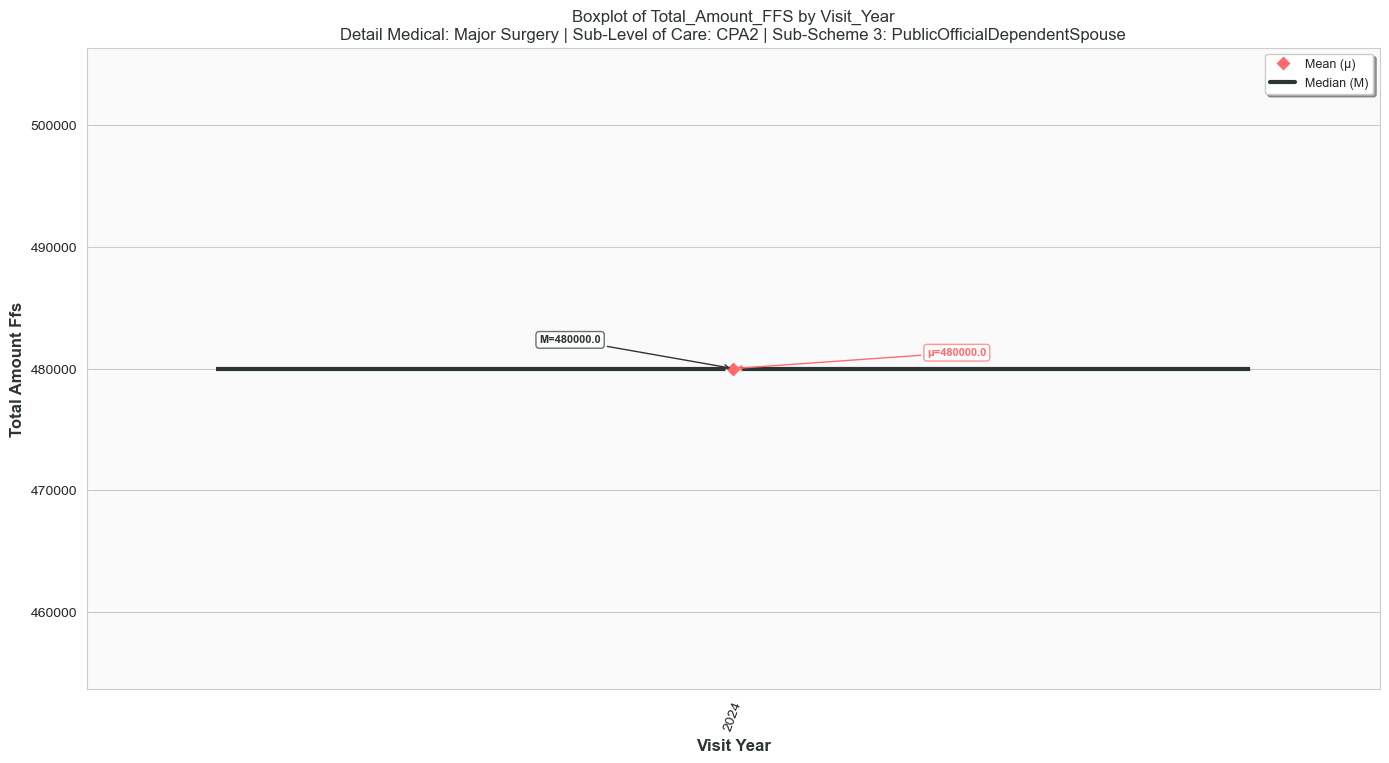 Boxplot of Total_Amount_FFS by Visit_Year
Detail Medical: Major Surgery | Sub-Level of Care: CPA2 | Sub-Scheme 3: PublicOfficialDependentSpouse
Mean (μ)
Median (M)
500000
490000
480000
470000
460000
Total Amount Ffs
M=480000.0
μ=480000.0
2024
Visit Year